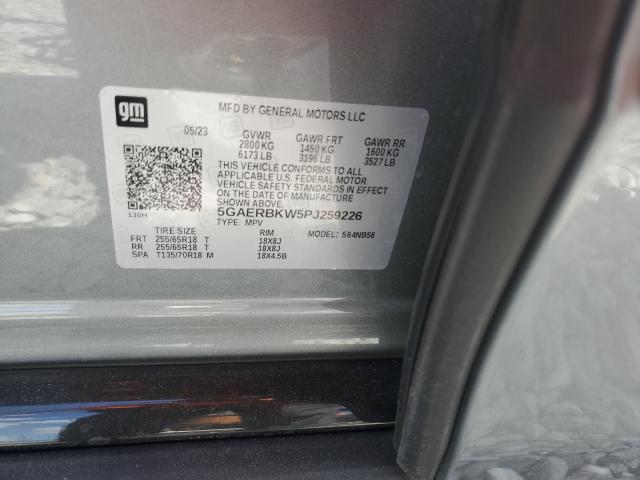 gm
MFD BY GENERAL MOTORS LLC
05/23 GVWR GAWR FRT GAWR RR
2800 KG 1450 KG 1600 KG
6173 LB 3196 LB 3527 LB
THIS VEHICLE CONFORMS TO ALL
APPLICABLE U.S. FEDERAL MOTOR
VEHICLE SAFETY STANDARDS IN EFFECT
ON THE DATE OF MANUFACTURE
SHOWN ABOVE.
130H 5GAERBKW5PJ259226
TYPE: MPV MODEL: 564NB56
TIRE SIZE RIM
FRT 255/65R18 T 18X8J
RR 255/65R18 T 18X8J
SPA T135/70R18 M 18X4.5B